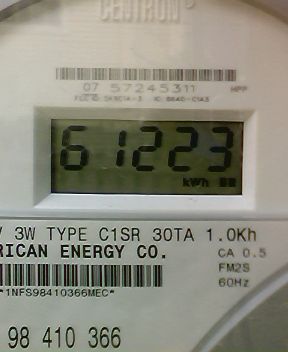 CENTRON®
07 57245311 HPP
61223
kWh
V 3W TYPE C1SR 30TA 1.0Kh
RICAN ENERGY CO. CA 0.5
FM2S
60Hz
*1NFS98410366MEC*
98 410 366